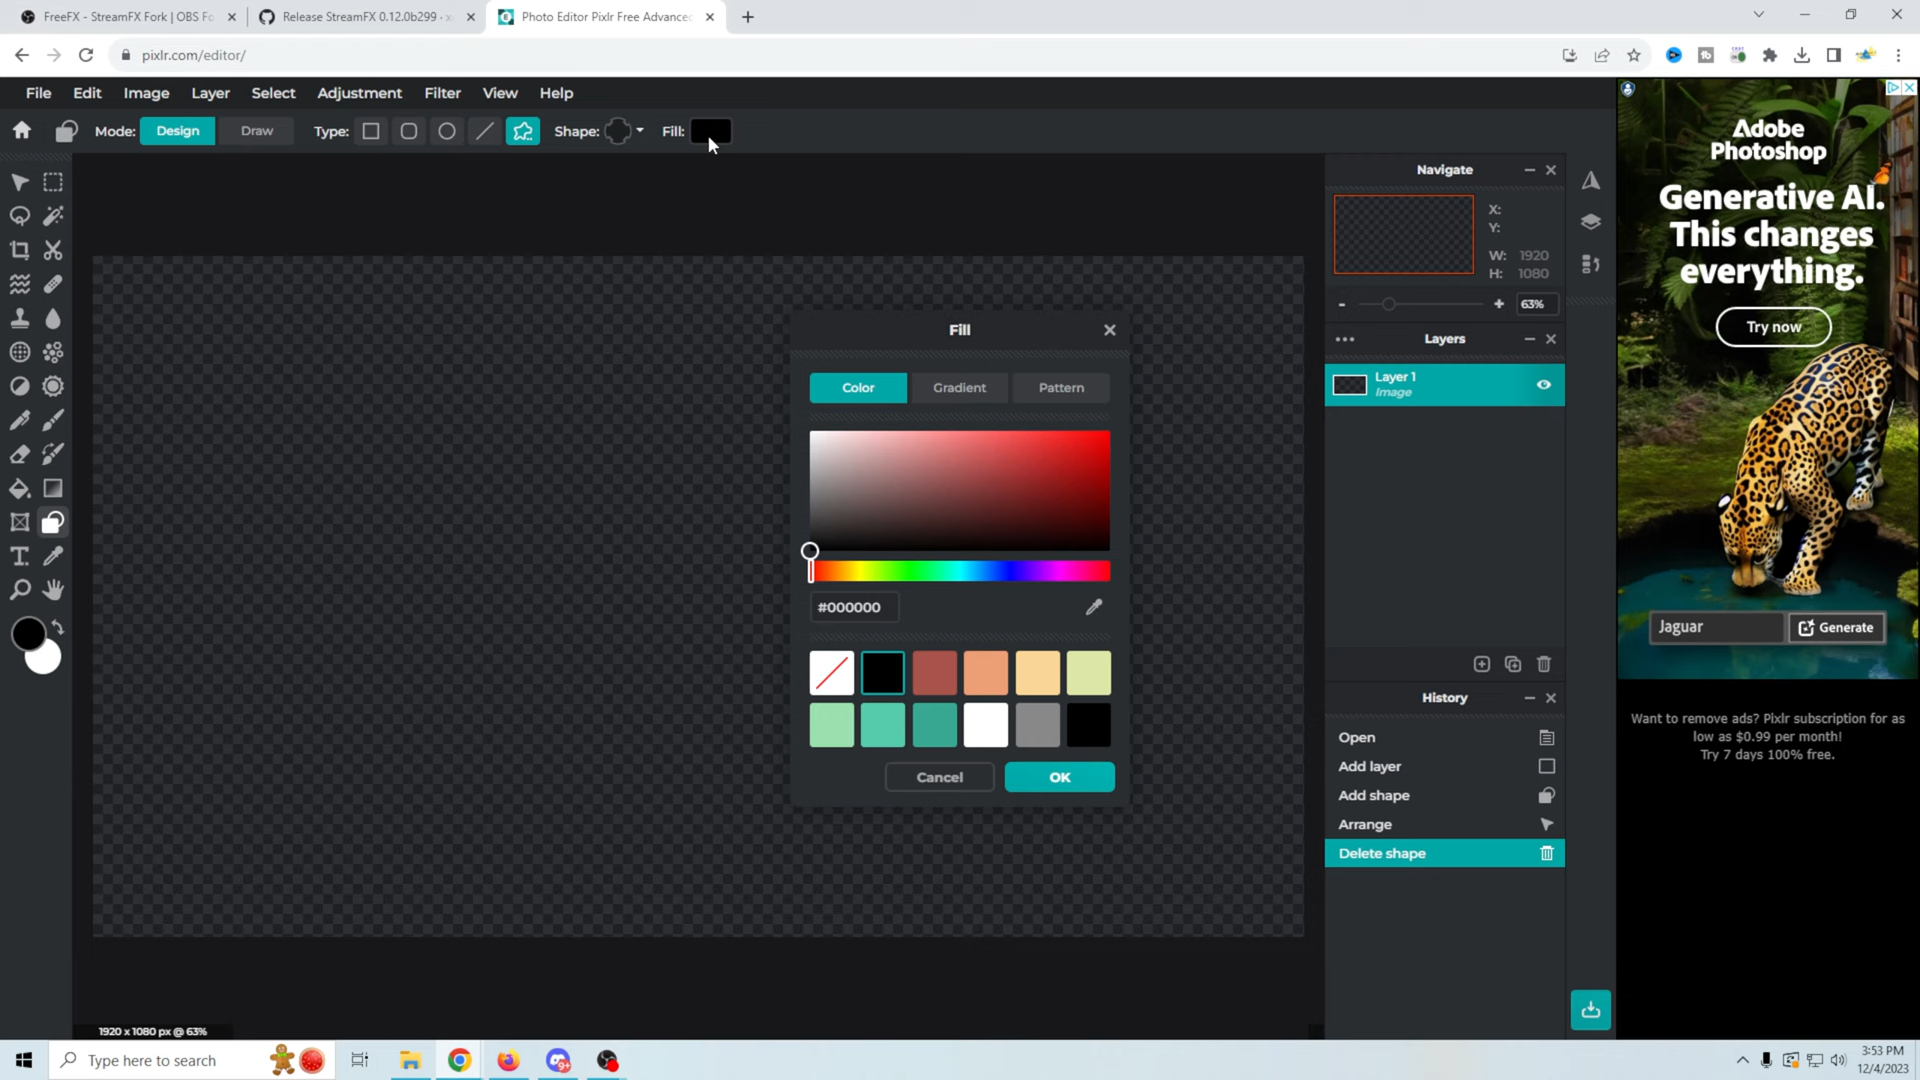 FreeFX - StreamFX Fork | OBS Fo
Release StreamFX 0.12.0b299 ·
Photo Editor Pixlr Free Advanced
pixlr.com/editor/
File Edit Image Layer Select Adjustment Filter View Help
Mode: Design Draw Type: Shape: Fill:
Navigate
X:
Y:
W: 1920
H: 1080
63%
Layers
Layer 1
Image
Fill
Color Gradient Pattern
#000000
Cancel OK
History
Open
Add layer
Add shape
Arrange
Delete shape
Adobe
Photoshop
Generative AI.
This changes
everything.
Try now
Jaguar Generate
Want to remove ads? Pixlr subscription for as
low as $0.99 per month!
Try 7 days 100% free.
1920 x 1080 px @ 63%
Type here to search
9+
3:53 PM
12/4/2023